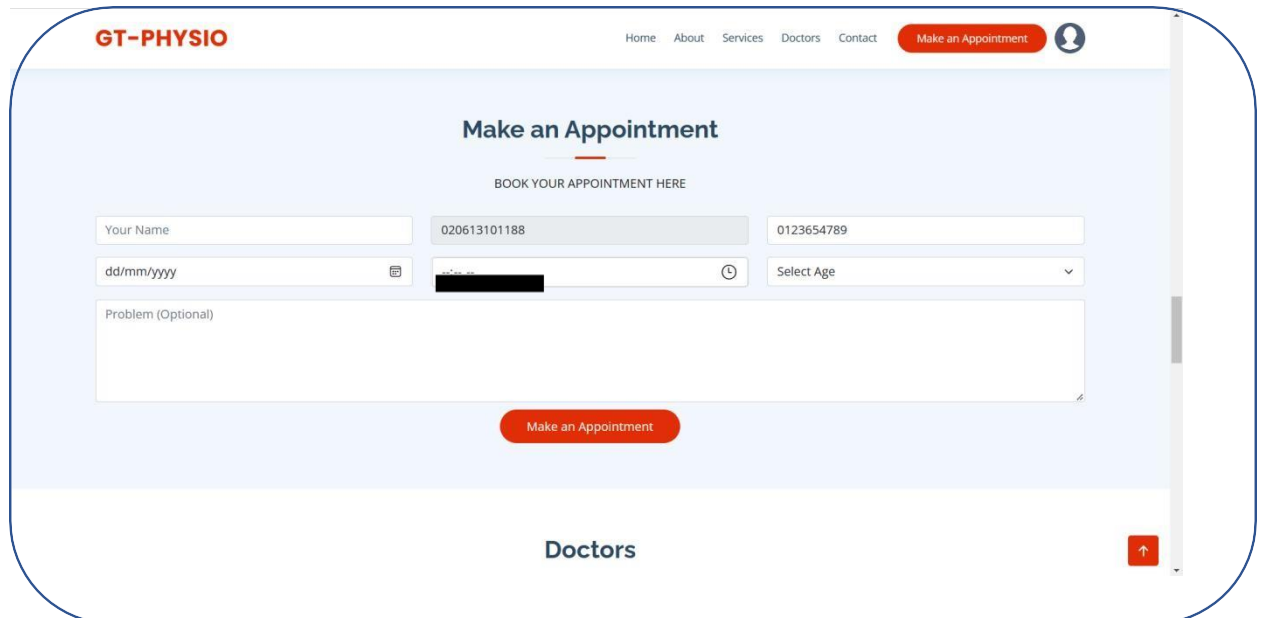 GT-PHYSIO
Home About Services Doctors Contact Make an Appointment
Make an Appointment
BOOK YOUR APPOINTMENT HERE
Your Name 020613101188 0123654789
dd/mm/yyyy --:-- -- Select Age
Problem (Optional)
Make an Appointment
Doctors